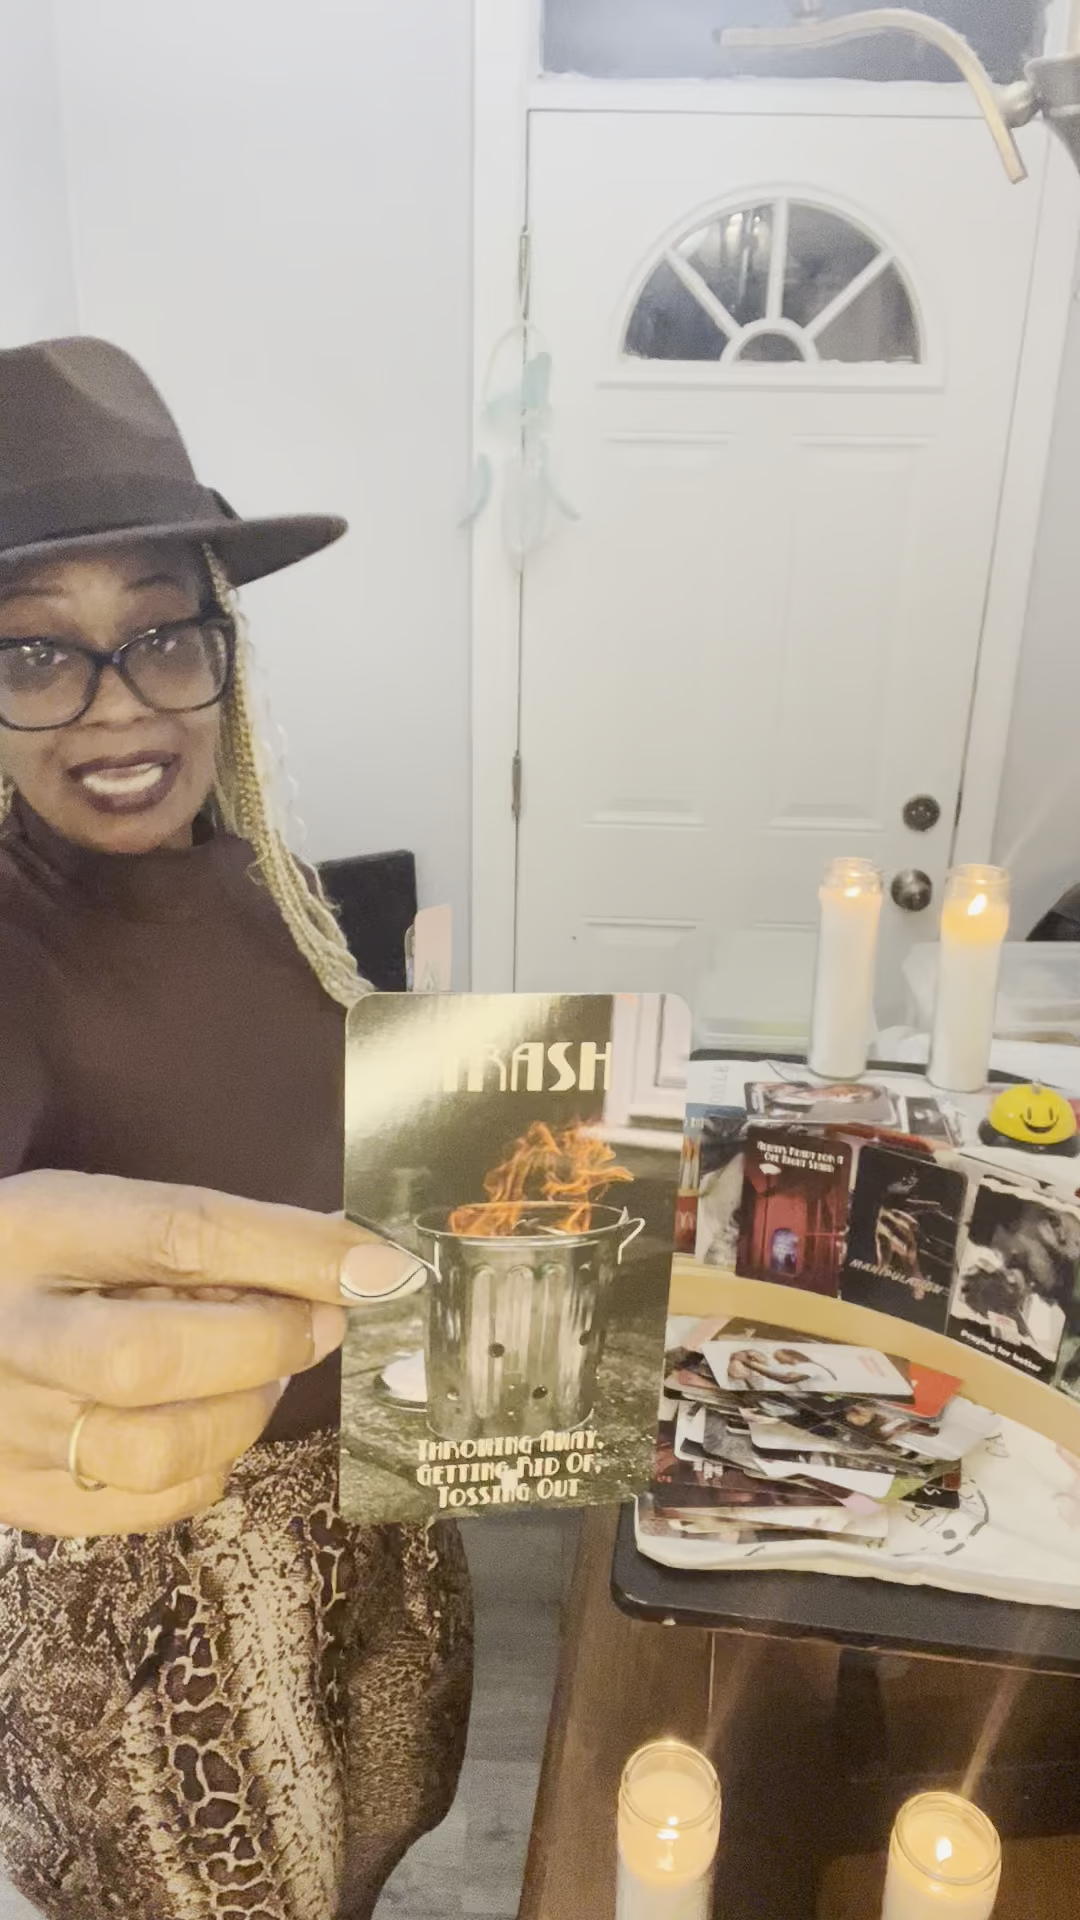 TRASH
THROWING AWAY,
GETTING RID OF,
TOSSING OUT
ALWAYS READY FOR A
ONE NIGHT STAND
MANIPULATION
Praying for better